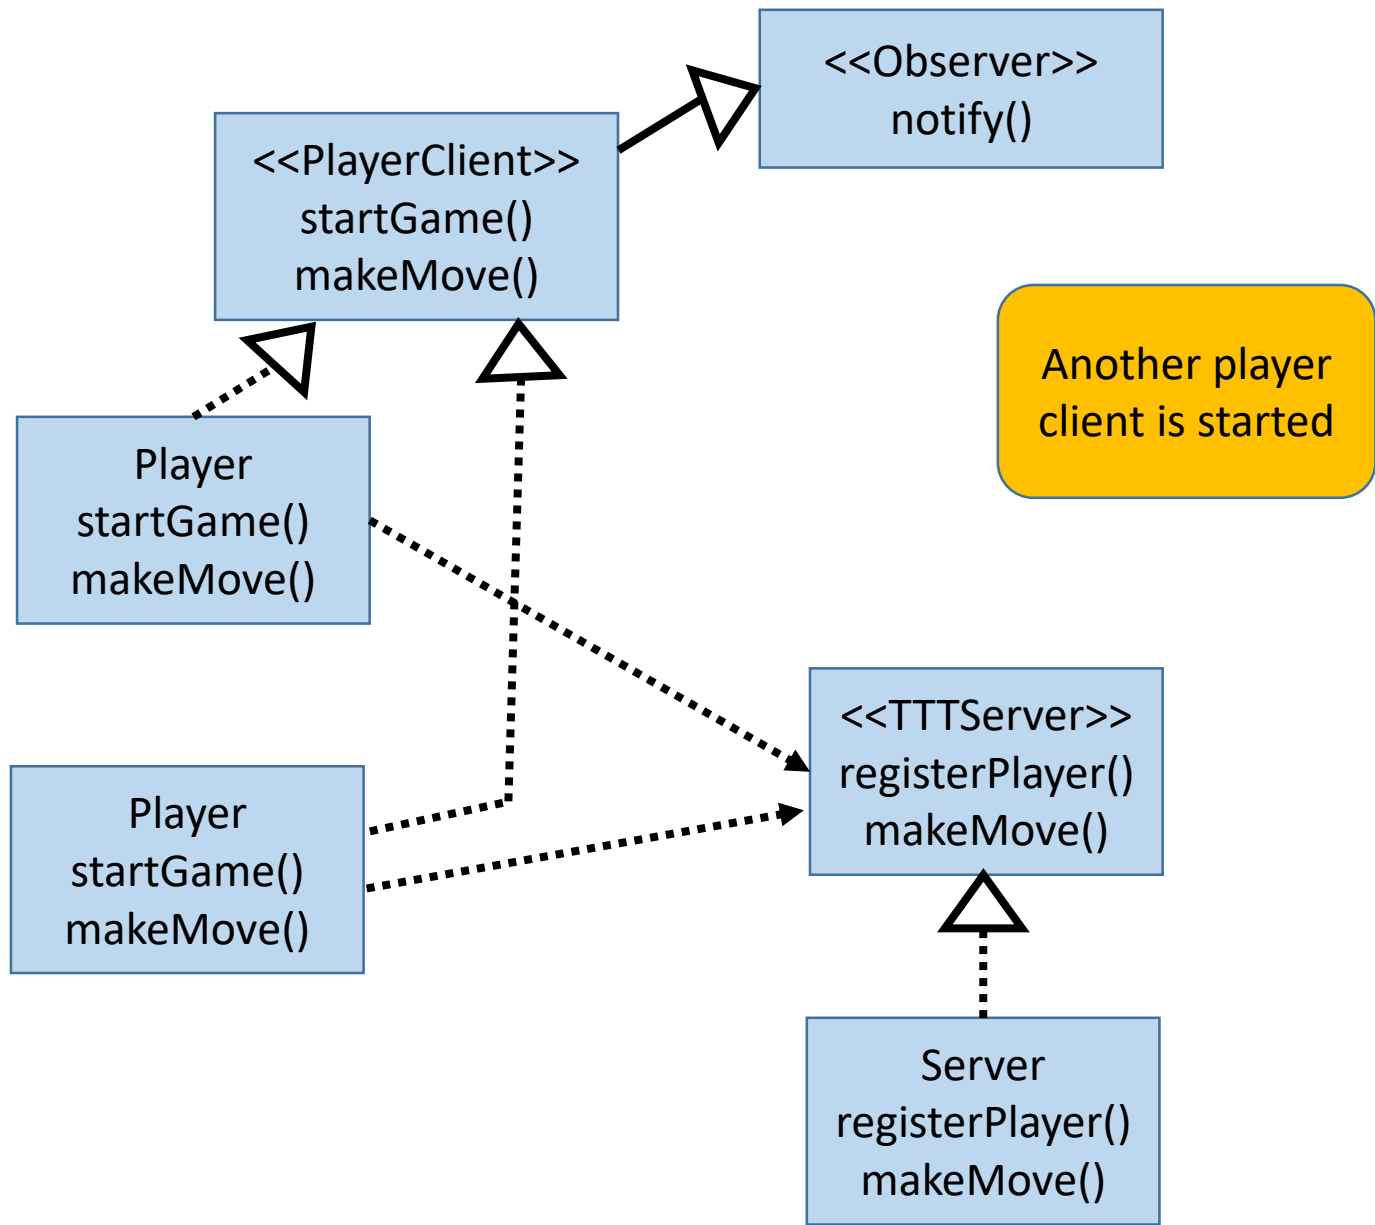 <<Observer>>
notify()
<<PlayerClient>>
startGame()
makeMove()
Another player
client is started
Player
startGame()
makeMove()
<<TTTServer>>
registerPlayer()
makeMove()
Player
startGame()
makeMove()
Server
registerPlayer()
makeMove()